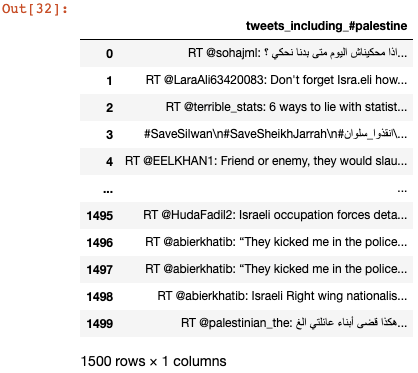 Out[32]:
tweets_including_#palestine
0 RT @sohajml: اذا محكيناش اليوم متى بدنا نحكي ؟...
1 RT @LaraAli63420083: Don't forget Isra.eli how...
2 RT @terrible_stats: 6 ways to lie with statist...
3 #SaveSilwan\n#SaveSheikhJarrah\n#انقذوا_سلوان\...
4 RT @EELKHAN1: Friend or enemy, they would slau...
... ...
1495 RT @HudaFadil2: Israeli occupation forces deta...
1496 RT @abierkhatib: “They kicked me in the police...
1497 RT @abierkhatib: “They kicked me in the police...
1498 RT @abierkhatib: Israeli Right wing nationalis...
1499 RT @palestinian_the: هكذا قضى أبناء عائلتي الغ...
1500 rows × 1 columns